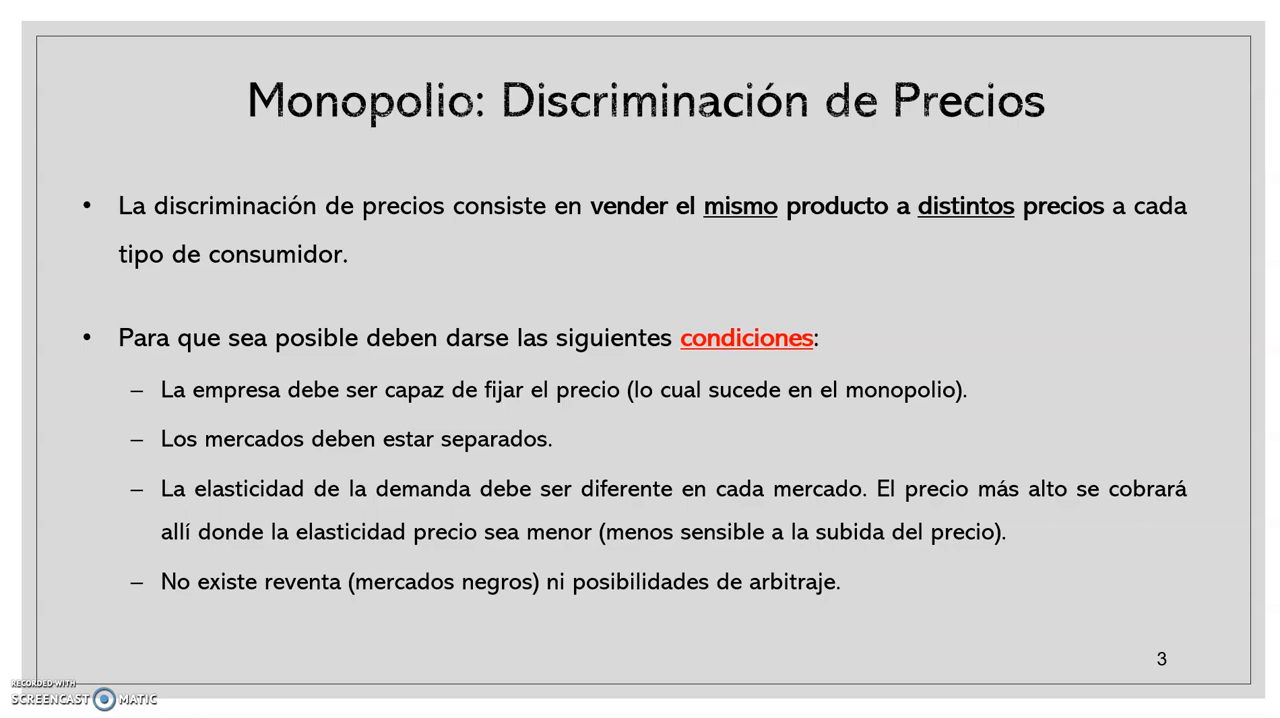 Monopolio: Discriminación de Precios
• La discriminación de precios consiste en vender el mismo producto a distintos precios a cada
tipo de consumidor.
• Para que sea posible deben darse las siguientes condiciones:
– La empresa debe ser capaz de fijar el precio (lo cual sucede en el monopolio).
– Los mercados deben estar separados.
– La elasticidad de la demanda debe ser diferente en cada mercado. El precio más alto se cobrará
allí donde la elasticidad precio sea menor (menos sensible a la subida del precio).
– No existe reventa (mercados negros) ni posibilidades de arbitraje.
3
RECORDED WITH
SCREENCAST MATIC